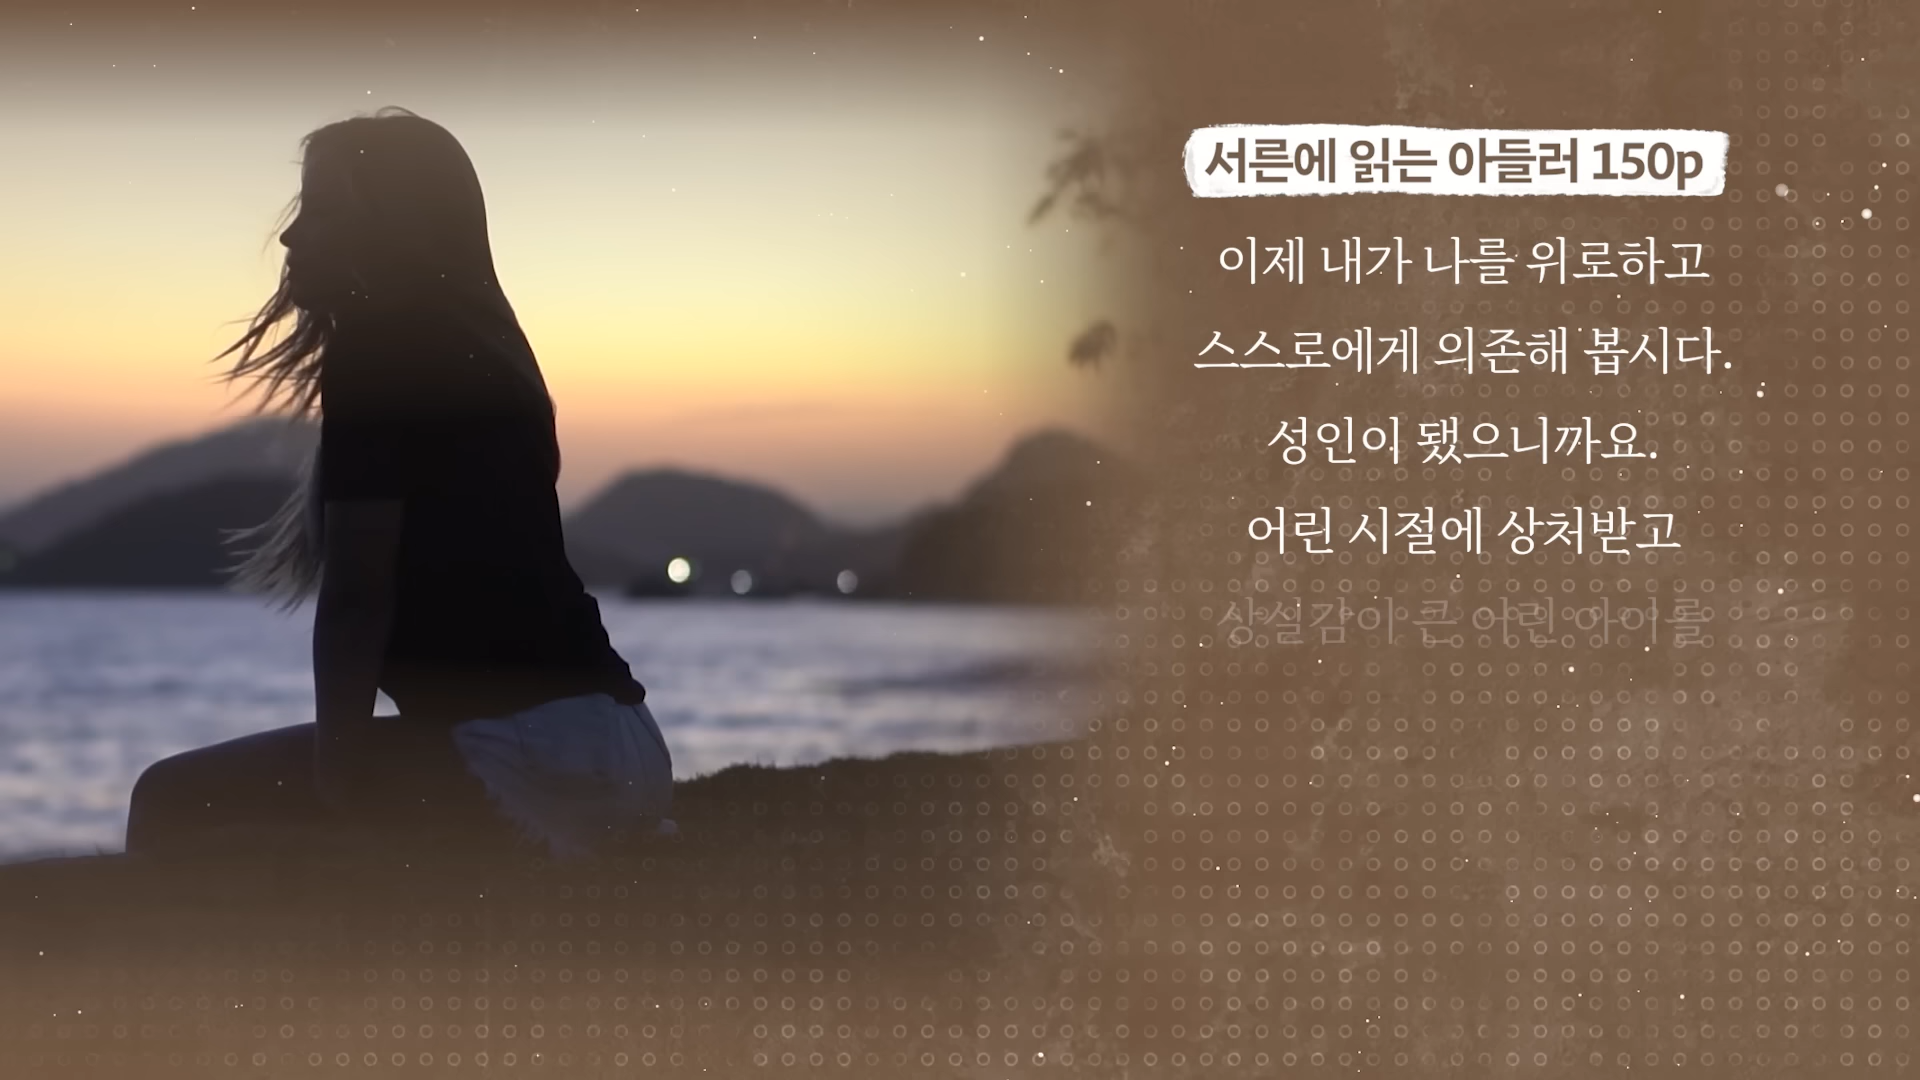 서른에 읽는 아들러 150p
이제 내가 나를 위로하고
스스로에게 의존해 봅시다.
성인이 됐으니까요.
어린 시절에 상처받고
상실감이 큰 어린 아이를